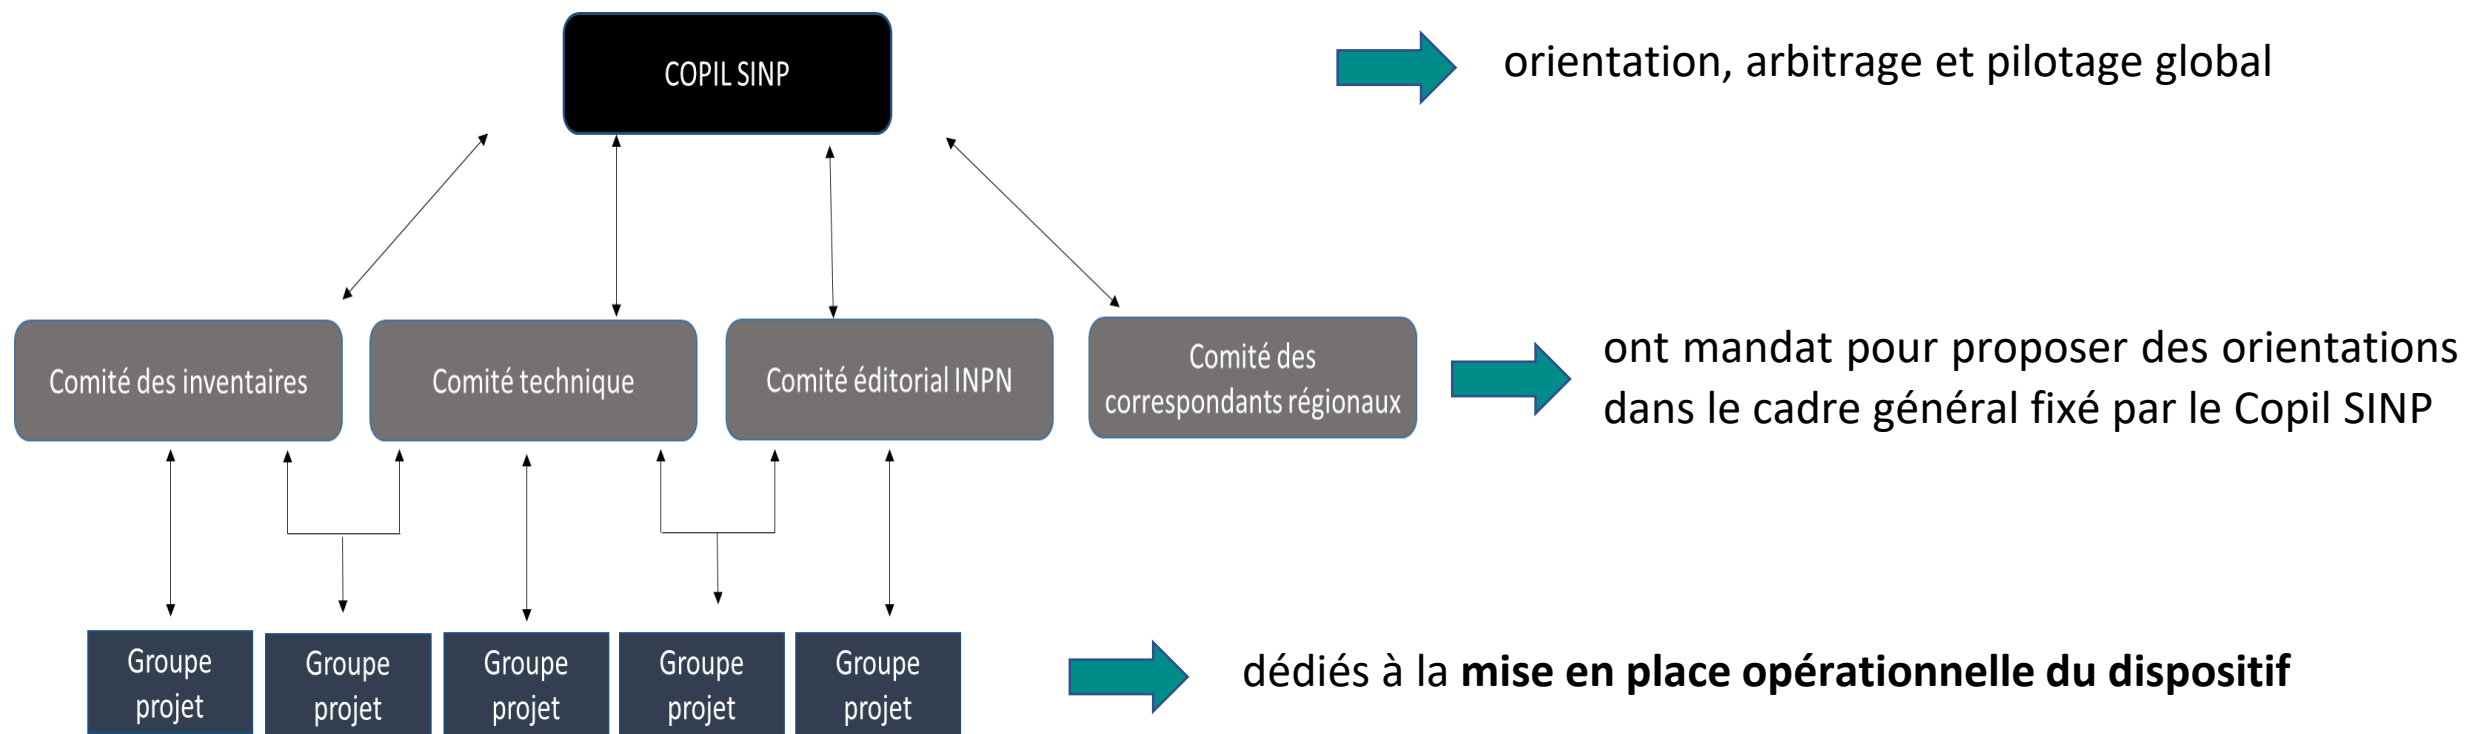 COPIL SINP
orientation, arbitrage et pilotage global
Comité des inventaires
Comité technique
Comité éditorial INPN
Comité des
correspondants régionaux
ont mandat pour proposer des orientations
dans le cadre général fixé par le Copil SINP
Groupe
projet
Groupe
projet
Groupe
projet
Groupe
projet
Groupe
projet
dédiés à la mise en place opérationnelle du dispositif